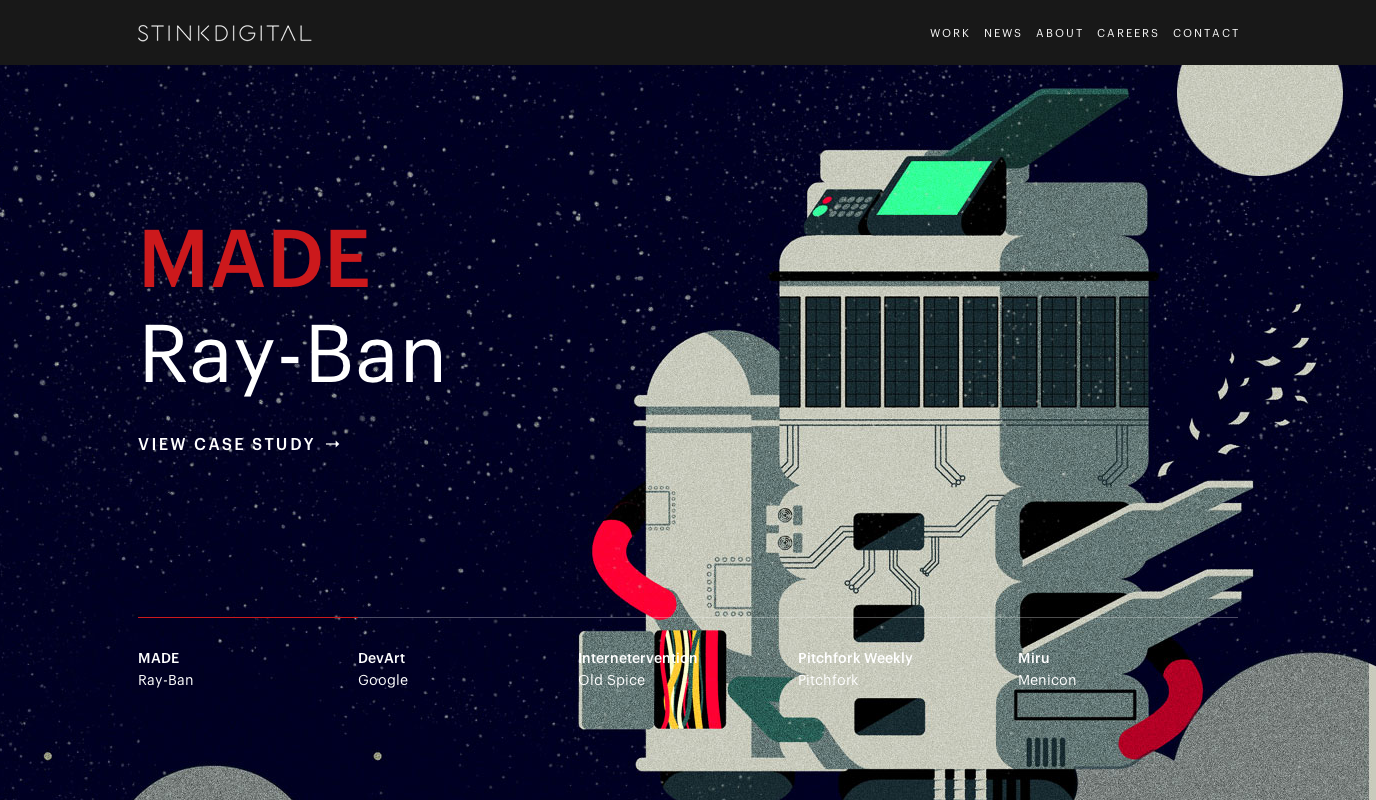 STINKDIGITAL
WORK NEWS ABOUT CAREERS CONTACT
MADE
Ray-Ban
VIEW CASE STUDY →
MADE
Ray-Ban
DevArt
Google
Internetervention
Old Spice
Pitchfork Weekly
Pitchfork
Miru
Menicon